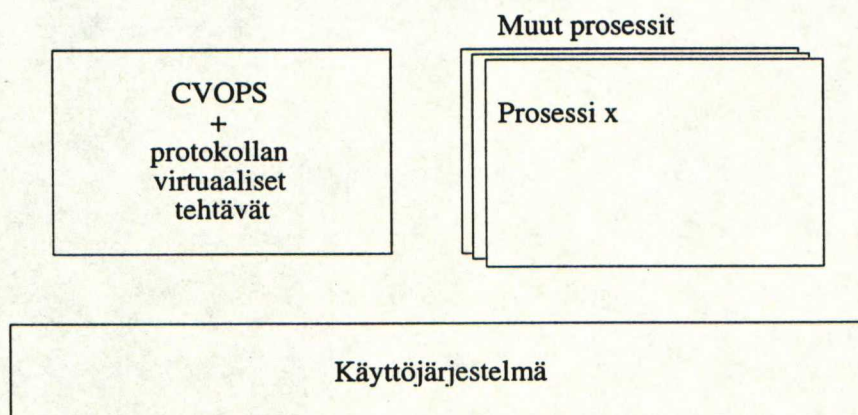 Muut prosessit
CVOPS
+
protokollan
virtuaaliset
tehtävät
Prosessi x
Käyttöjärjestelmä